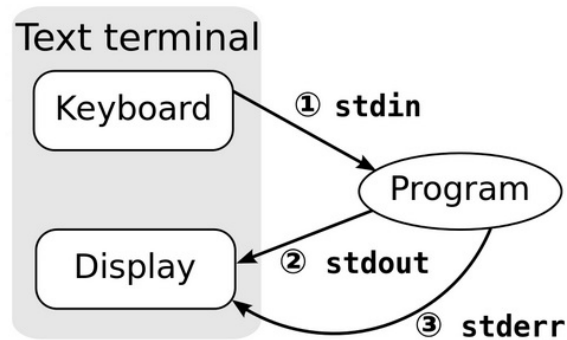 Text terminal
Keyboard
① stdin
Program
Display
② stdout
③ stderr